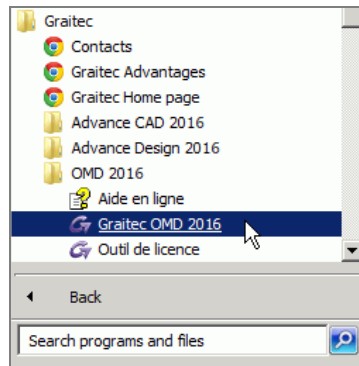 Graitec
Contacts
Graitec Advantages
Graitec Home page
Advance CAD 2016
Advance Design 2016
OMD 2016
Aide en ligne
Graitec OMD 2016
Outil de licence
Back
Search programs and files